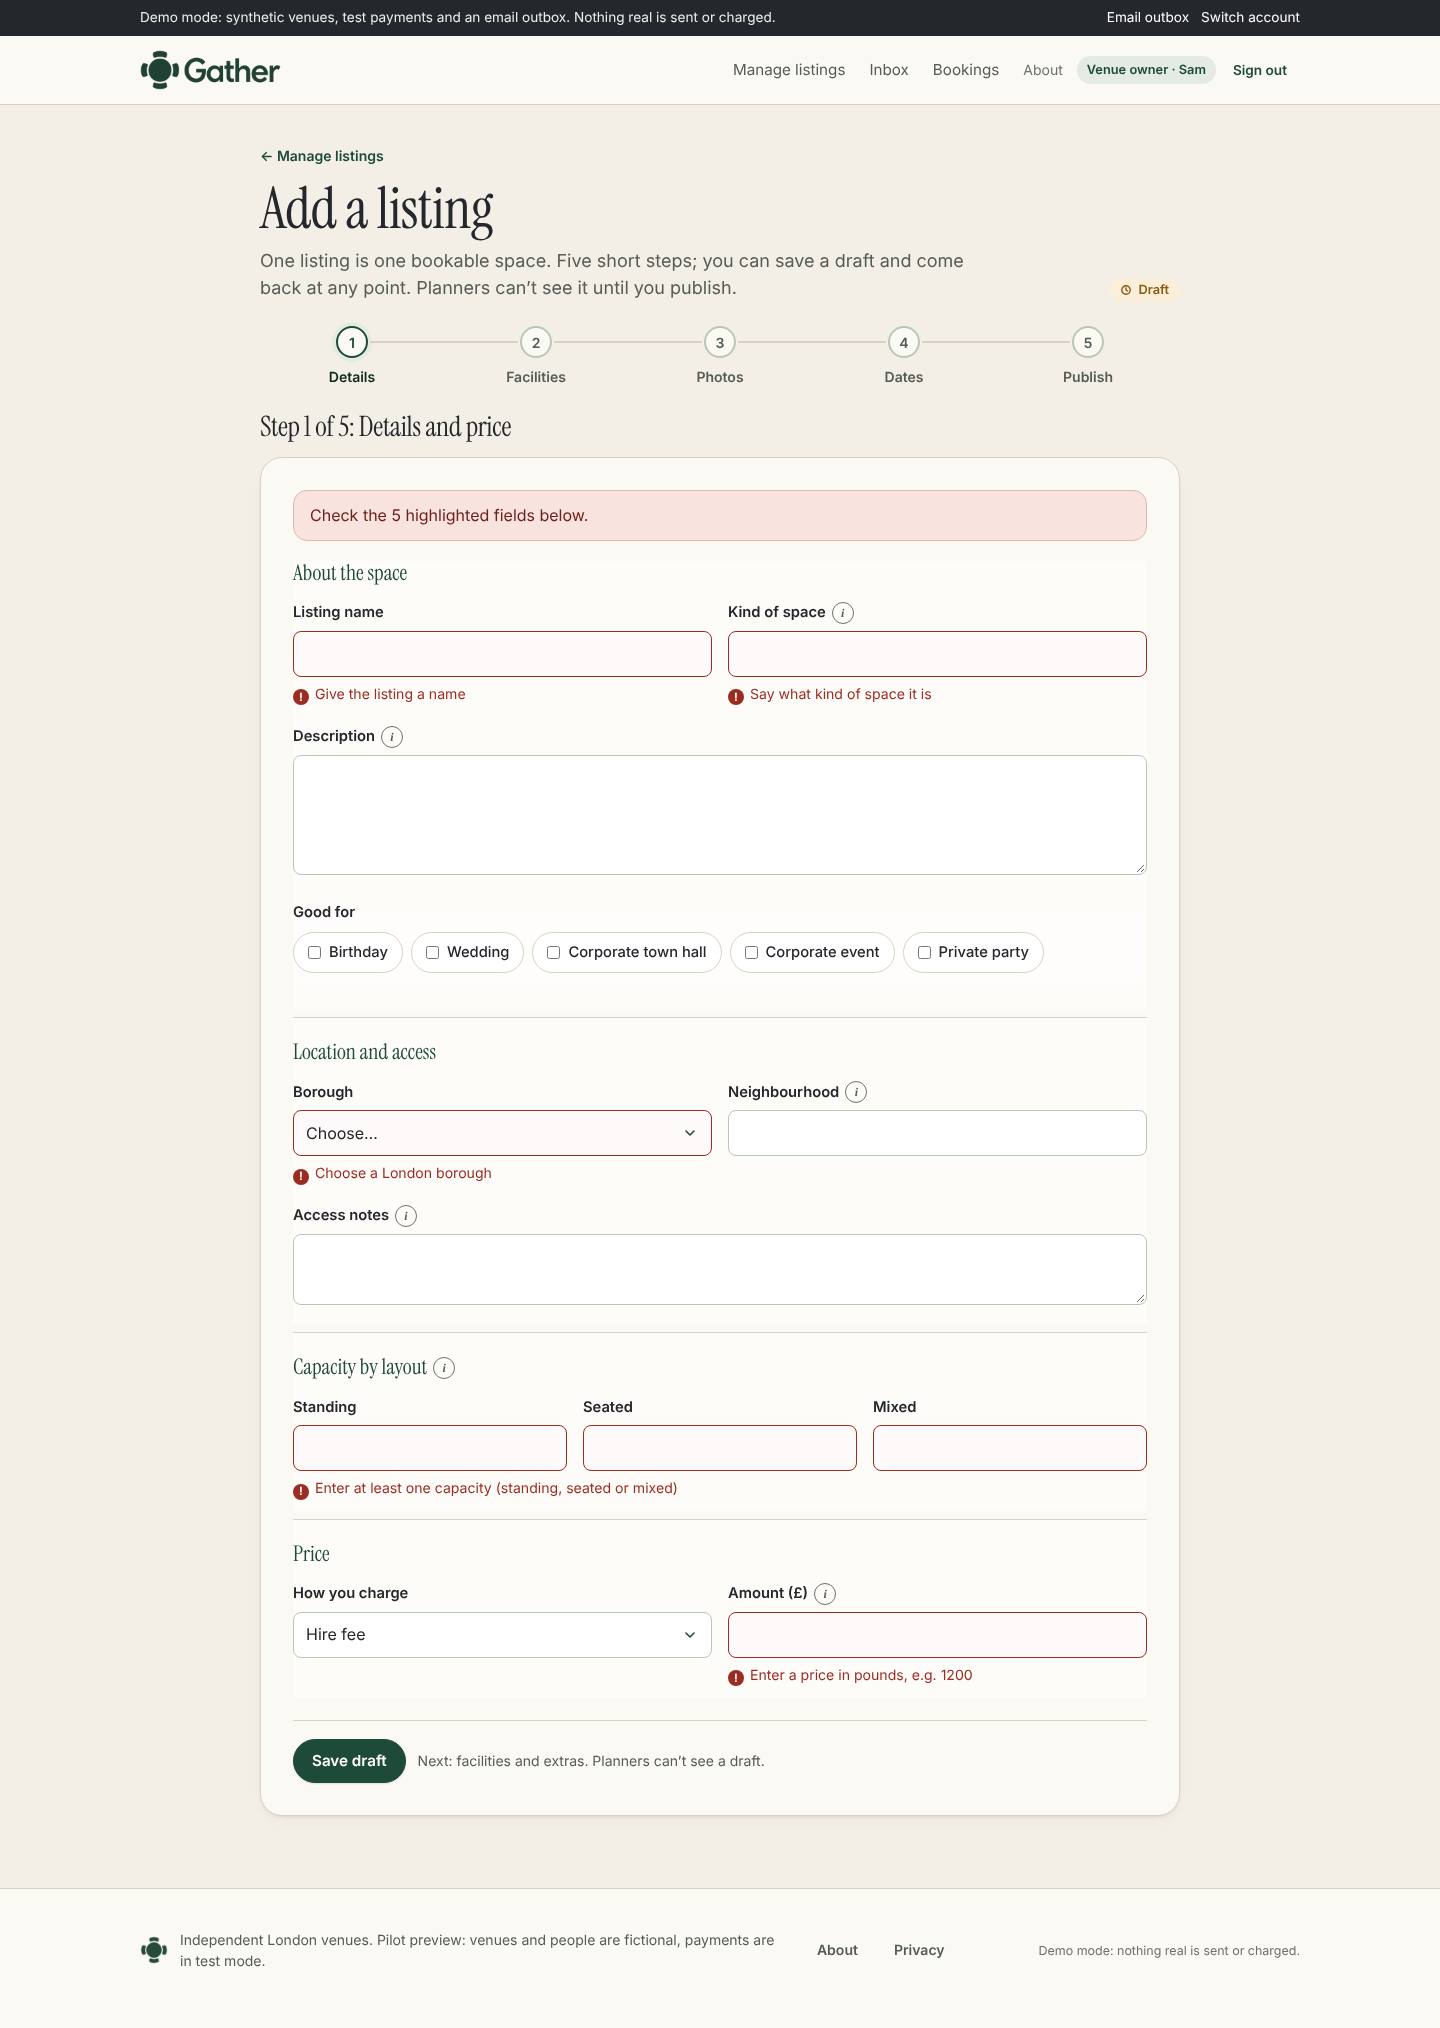 Demo mode: synthetic venues, test payments and an email outbox. Nothing real is sent or charged.
Email outbox Switch account
Gather
Manage listings Inbox Bookings About Venue owner · Sam Sign out
← Manage listings
Add a listing
One listing is one bookable space. Five short steps; you can save a draft and come
back at any point. Planners can’t see it until you publish.
Draft
1 2 3 4 5
Details Facilities Photos Dates Publish
Step 1 of 5: Details and price
Check the 5 highlighted fields below.
About the space
Listing name Kind of space i
! Give the listing a name ! Say what kind of space it is
Description i
Good for
Birthday Wedding Corporate town hall Corporate event Private party
Location and access
Borough Neighbourhood i
Choose...
! Choose a London borough
Access notes i
Capacity by layout i
Standing Seated Mixed
! Enter at least one capacity (standing, seated or mixed)
Price
How you charge Amount (£) i
Hire fee
! Enter a price in pounds, e.g. 1200
Save draft Next: facilities and extras. Planners can’t see a draft.
Independent London venues. Pilot preview: venues and people are fictional, payments are
in test mode.
About Privacy Demo mode: nothing real is sent or charged.